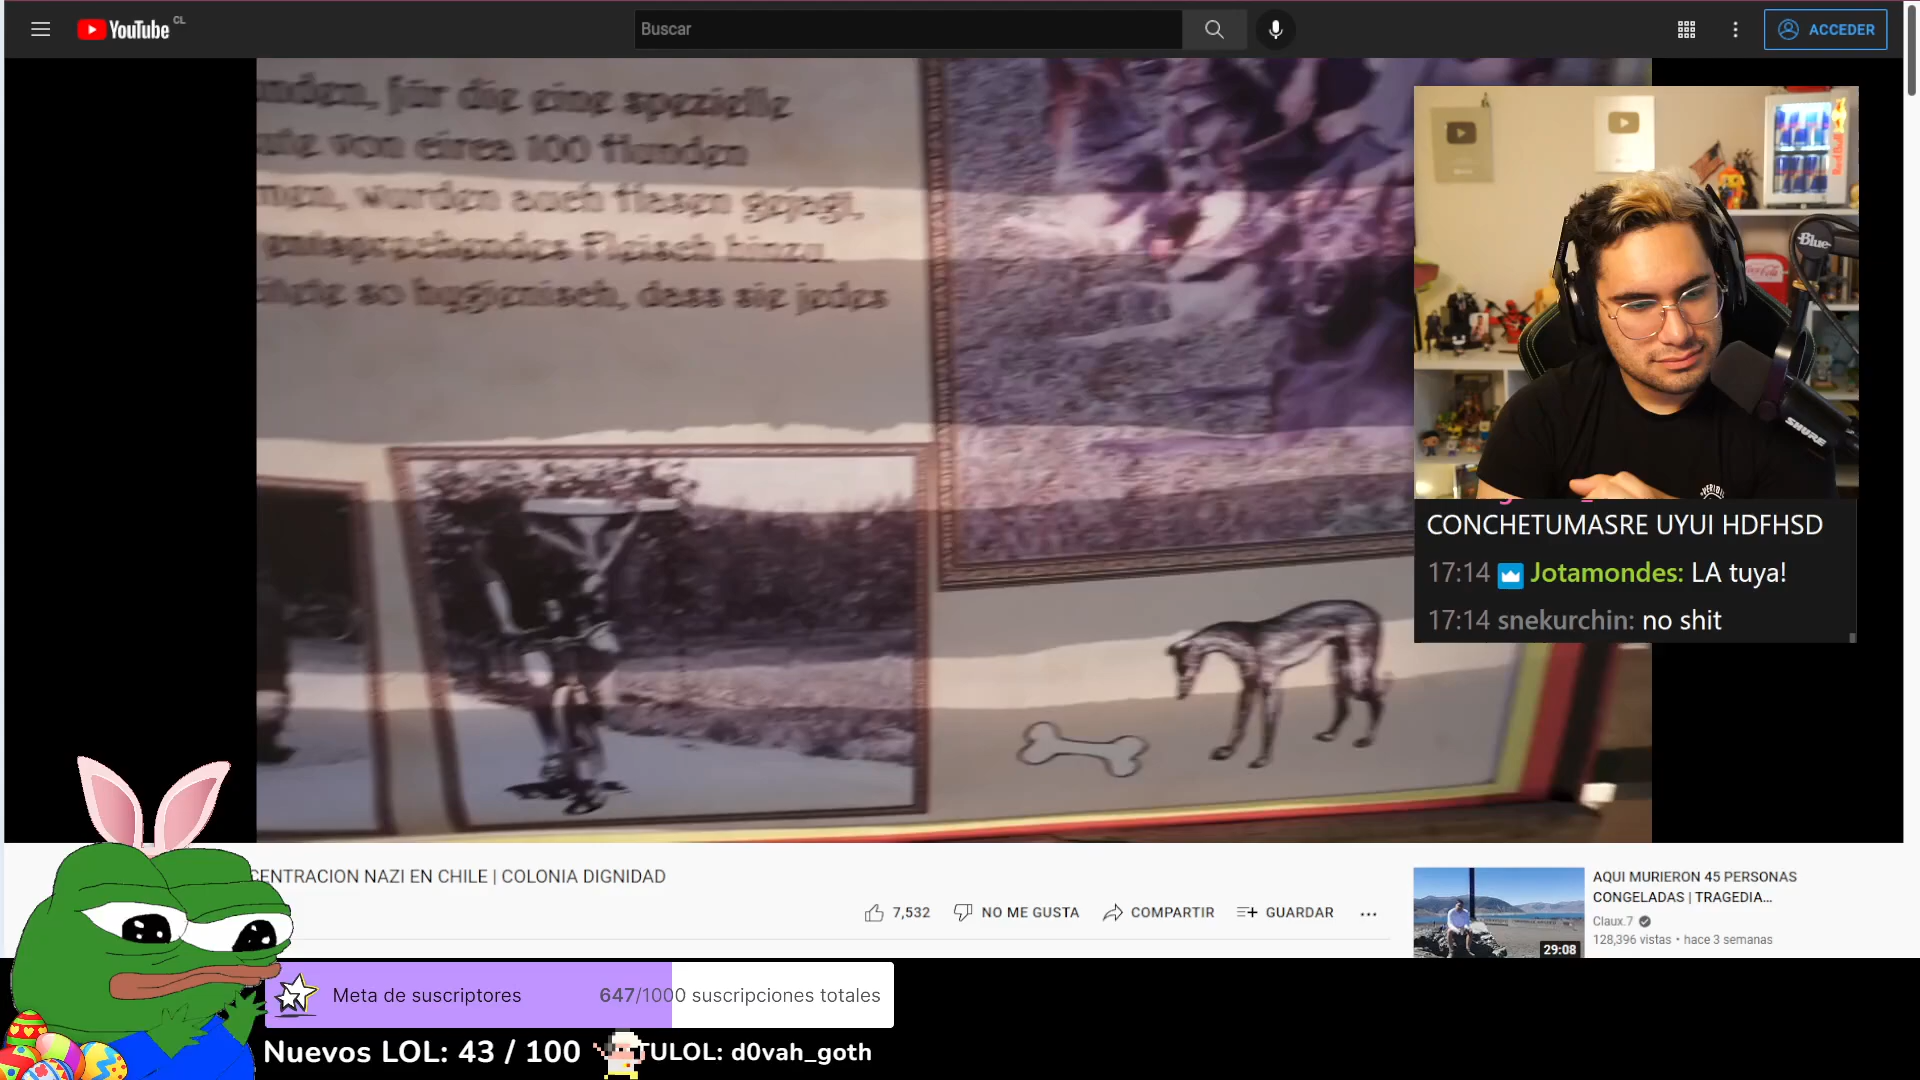 YouTube CL
Buscar
ACCEDER
für die eine spezielle
von circa 100 Hunden
wurden auch Hasen gejagt,
entsprechendes Fleisch hinzu.
so hygienisch, dass sie jedes
Blue
SHURE
CONCHETUMASRE UYUI HDFHSD
17:14 Jotamondes: LA tuya!
17:14 snekurchin: no shit
CENTRACION NAZI EN CHILE | COLONIA DIGNIDAD
7,532 NO ME GUSTA COMPARTIR GUARDAR
AQUI MURIERON 45 PERSONAS
CONGELADAS | TRAGEDIA...
Claux.7
128,396 vistas • hace 3 semanas
29:08
Meta de suscriptores 647/1000 suscripciones totales
Nuevos LOL: 43 / 100 TULOL: d0vah_goth